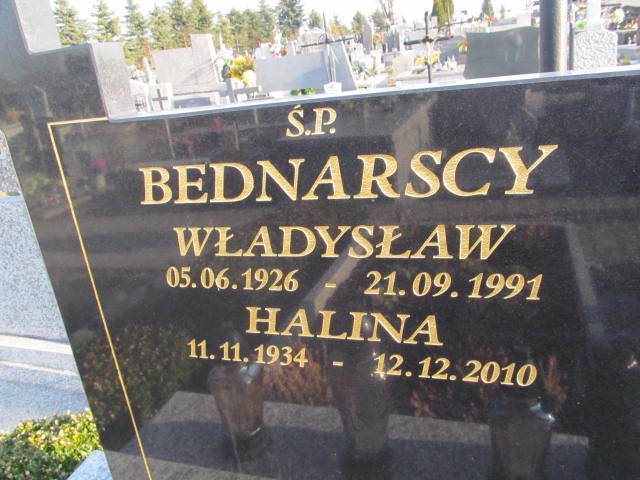 Ś.P.
BEDNARSCY
WŁADYSŁAW
05.06.1926 - 21.09.1991
HALINA
11.11.1934 - 12.12.2010